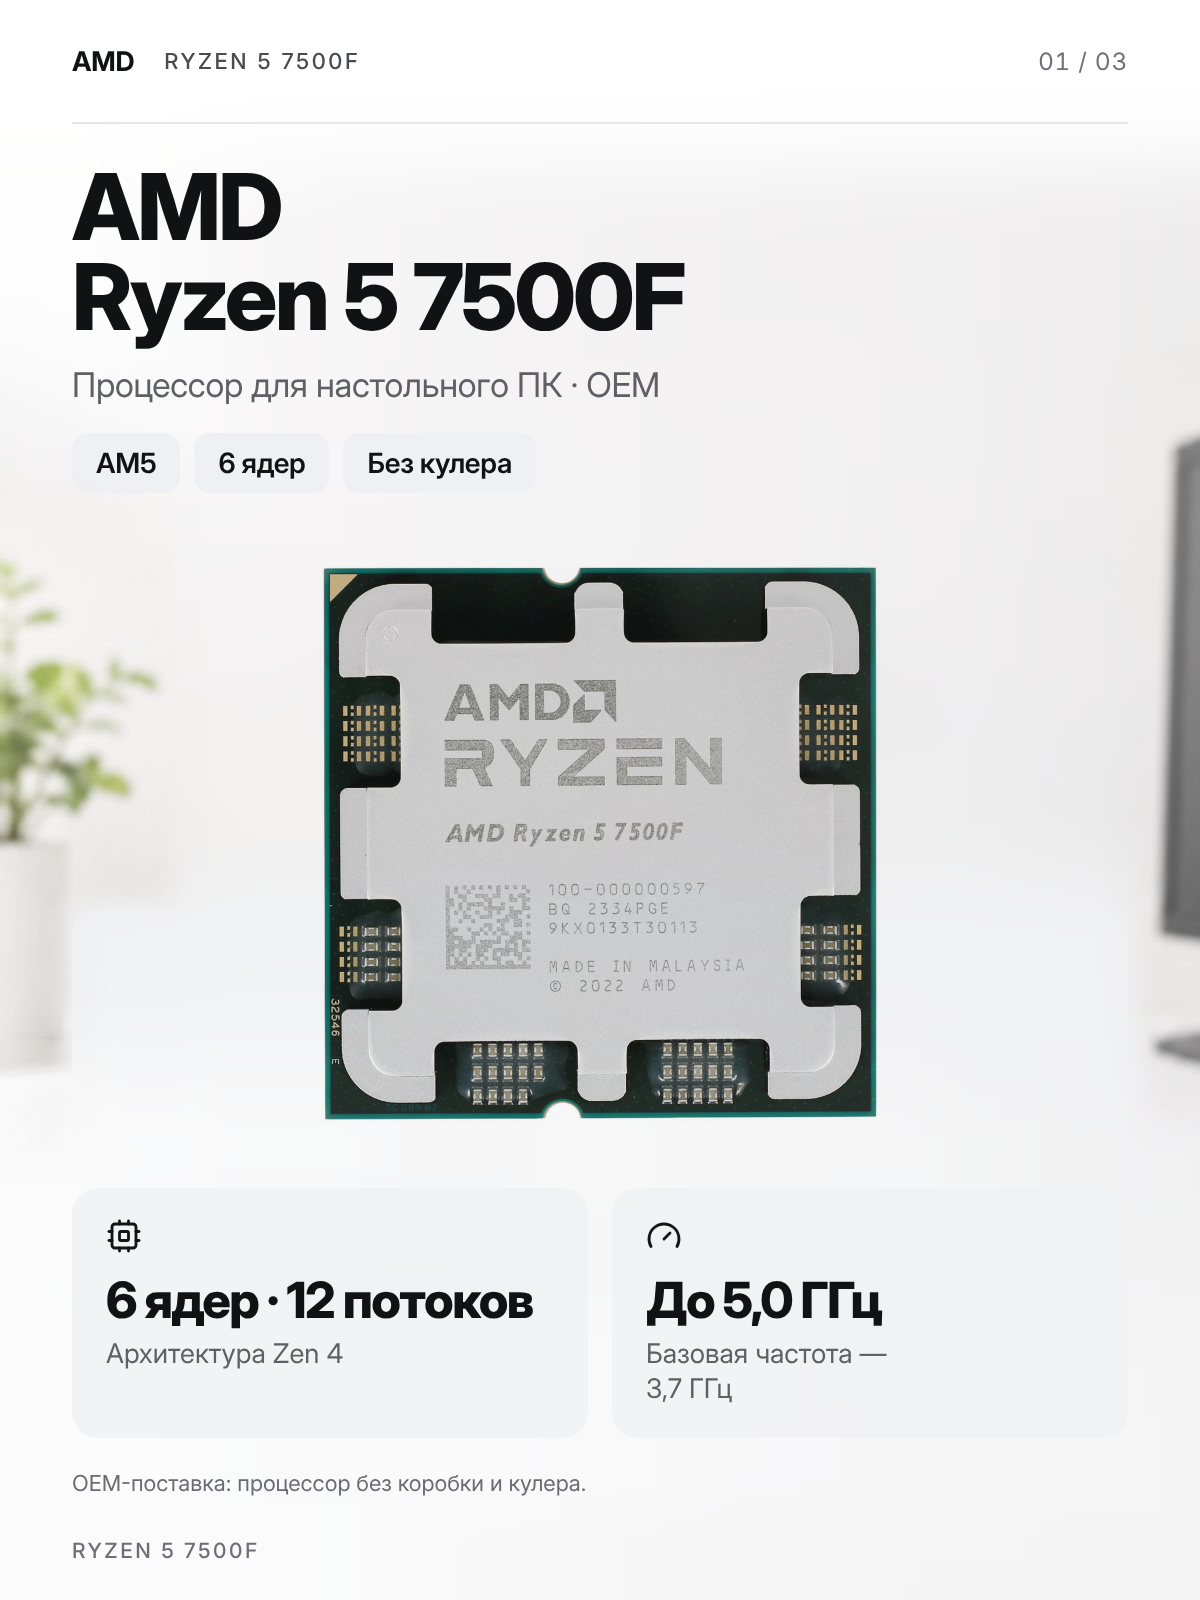 AMD RYZEN 5 7500F 01 / 03
AMD
Ryzen 5 7500F
Процессор для настольного ПК · OEM
AM5 6 ядер Без кулера
AMD
RYZEN
AMD Ryzen 5 7500F
100-000000597
BQ 2334PGE
9KX0133T30113
MADE IN MALAYSIA
© 2022 AMD
32546 E
6 ядер · 12 потоков
Архитектура Zen 4
До 5,0 ГГц
Базовая частота —
3,7 ГГц
OEM-поставка: процессор без коробки и кулера.
RYZEN 5 7500F